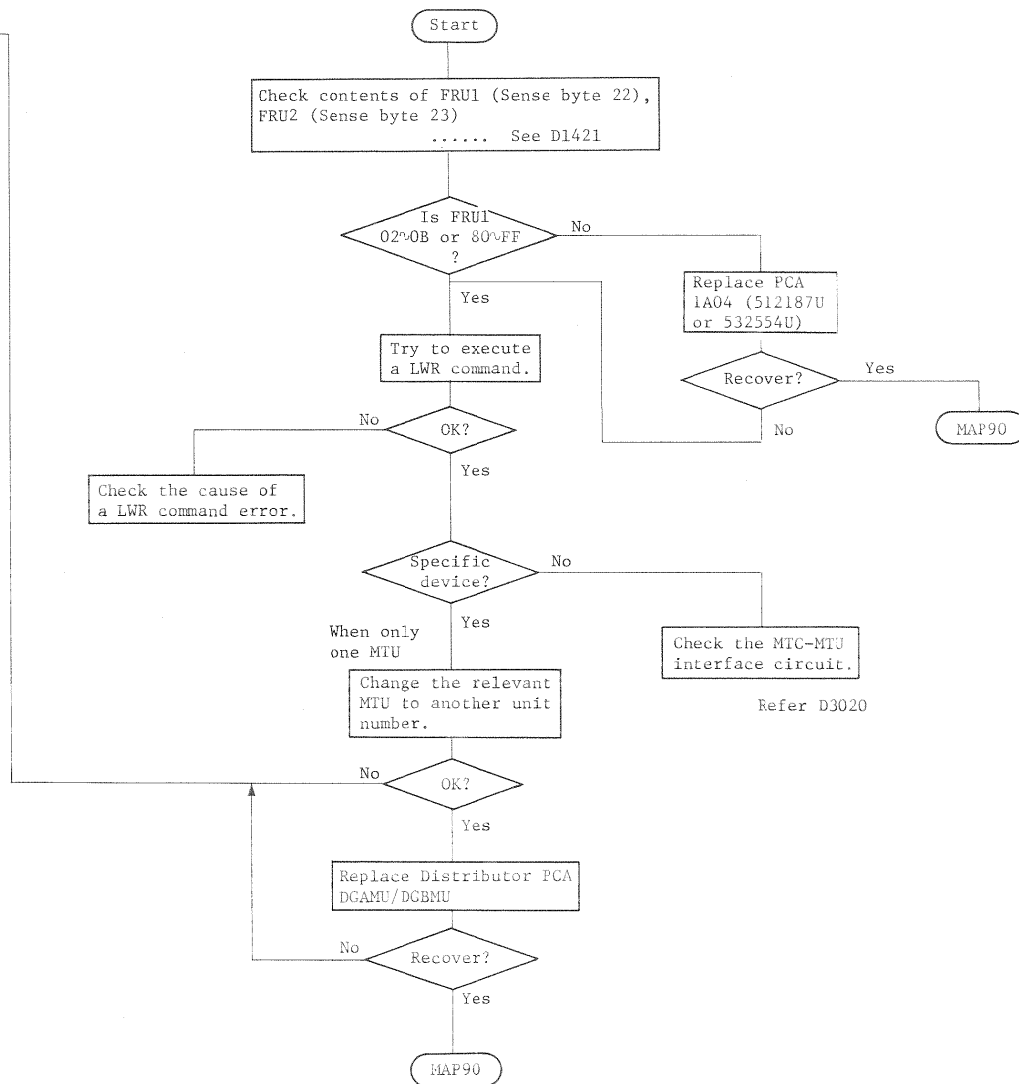 Start
Check contents of FRU1 (Sense byte 22),
FRU2 (Sense byte 23)
...... See D1421
Is FRU1
02~0B or 80~FF
?
No
Yes
Replace PCA
1A04 (512187U
or 532554U)
Try to execute
a LWR command.
Recover?
Yes
No
MAP90
No
OK?
Yes
Check the cause of
a LWR command error.
Specific
device?
No
Yes
When only
one MTU
Check the MTC-MTU
interface circuit.
Change the relevant
MTU to another unit
number.
Refer D3020
No
OK?
Yes
Replace Distributor PCA
DGAMU/DGBMU
No
Recover?
Yes
MAP90